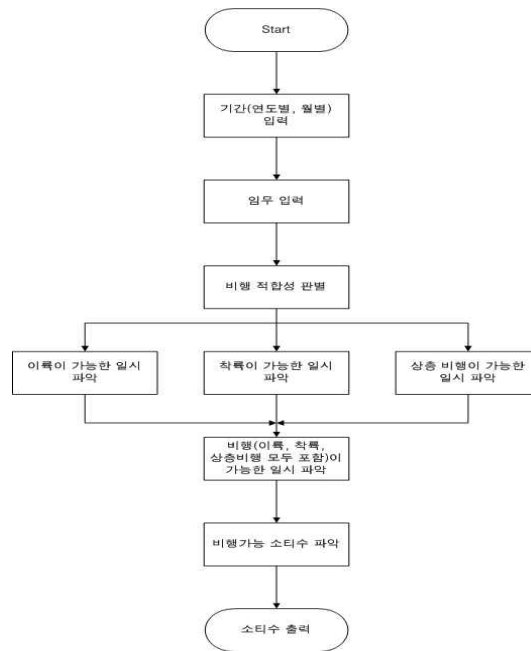 Start
기간(연도별, 월별)
입력
임무 입력
비행 적합성 판별
이륙이 가능한 일시
파악
착륙이 가능한 일시
파악
상층 비행이 가능한
일시 파악
비행(이륙, 착륙,
상층비행 모두 포함)이
가능한 일시 파악
비행가능 소티수 파악
소티수 출력